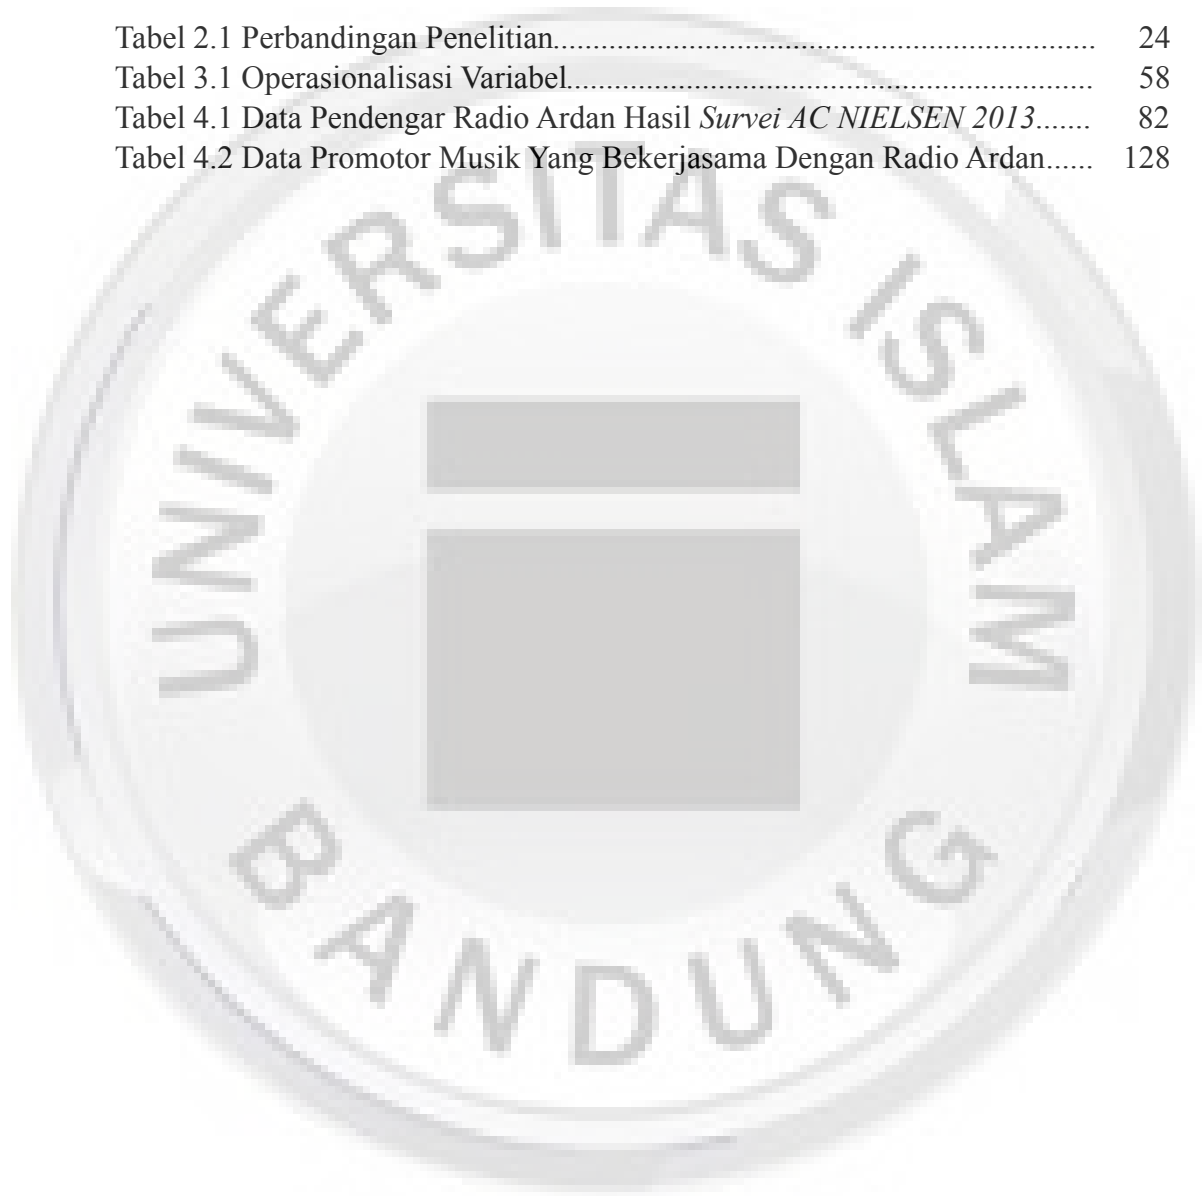 Tabel 2.1 Perbandingan Penelitian.................................................................... 24
Tabel 3.1 Operasionalisasi Variabel.................................................................. 58
Tabel 4.1 Data Pendengar Radio Ardan Hasil Survei AC NIELSEN 2013....... 82
Tabel 4.2 Data Promotor Musik Yang Bekerjasama Dengan Radio Ardan...... 128
UNIVERSITAS ISLAM
BANDUNG